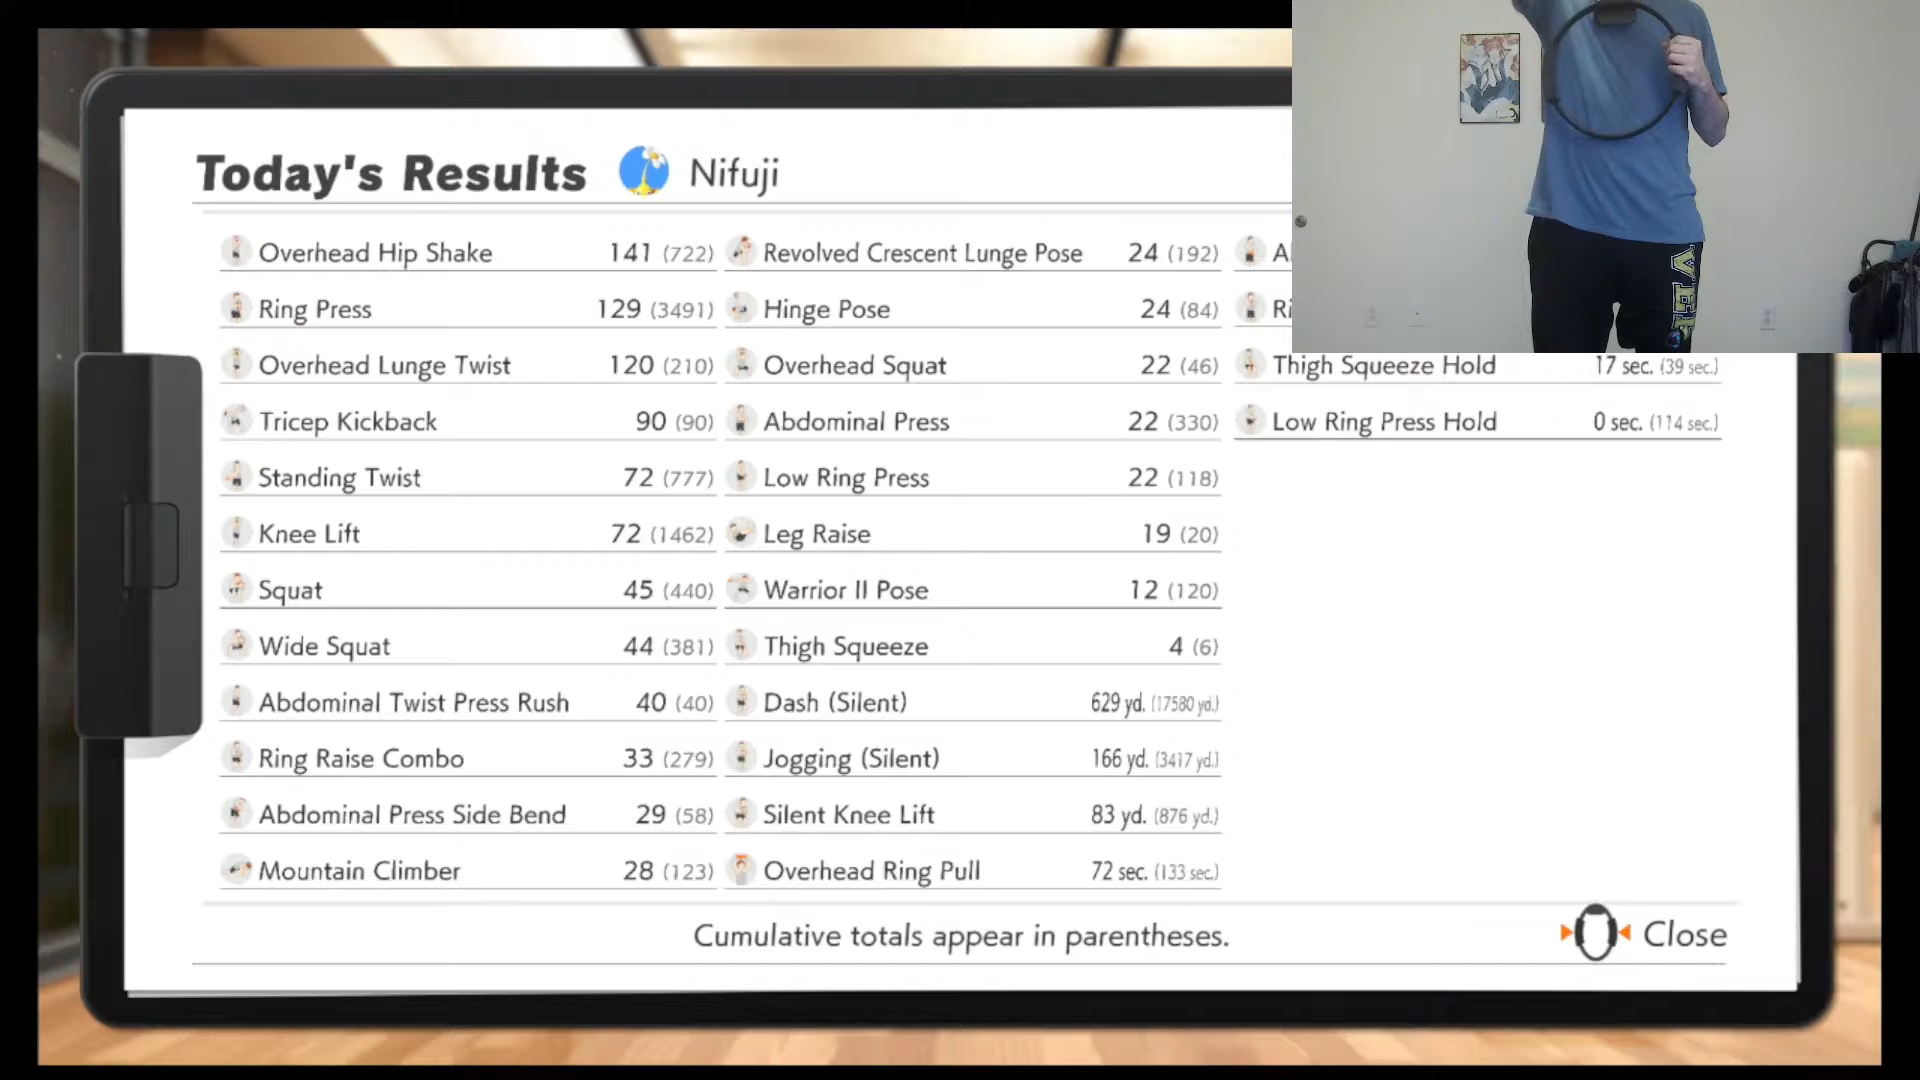 Today's Results Nifuji
Overhead Hip Shake 141 (722)
Ring Press 129 (3491)
Overhead Lunge Twist 120 (210)
Tricep Kickback 90 (90)
Standing Twist 72 (777)
Knee Lift 72 (1462)
Squat 45 (440)
Wide Squat 44 (381)
Abdominal Twist Press Rush 40 (40)
Ring Raise Combo 33 (279)
Abdominal Press Side Bend 29 (58)
Mountain Climber 28 (123)
Revolved Crescent Lunge Pose 24 (192)
Hinge Pose 24 (84)
Overhead Squat 22 (46)
Abdominal Press 22 (330)
Low Ring Press 22 (118)
Leg Raise 19 (20)
Warrior II Pose 12 (120)
Thigh Squeeze 4 (6)
Dash (Silent) 629 yd. (17580 yd.)
Jogging (Silent) 166 yd. (3417 yd.)
Silent Knee Lift 83 yd. (876 yd.)
Overhead Ring Pull 72 sec. (133 sec.)
Thigh Squeeze Hold 17 sec. (39 sec.)
Low Ring Press Hold 0 sec. (114 sec.)
Cumulative totals appear in parentheses.
Close